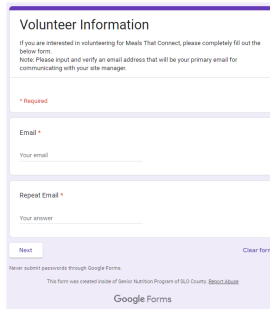 Volunteer Information
If you are interested in volunteering for Meals That Connect, please completely fill out the
below form.
Note: Please input and verify an email address that will be your primary email for
communicating with your site manager.
* Required
Email *
Your email
Repeat Email *
Your answer
Next
Clear form
Never submit passwords through Google Forms.
This form was created inside of Senior Nutrition Program of SLO County. Report Abuse
Google Forms